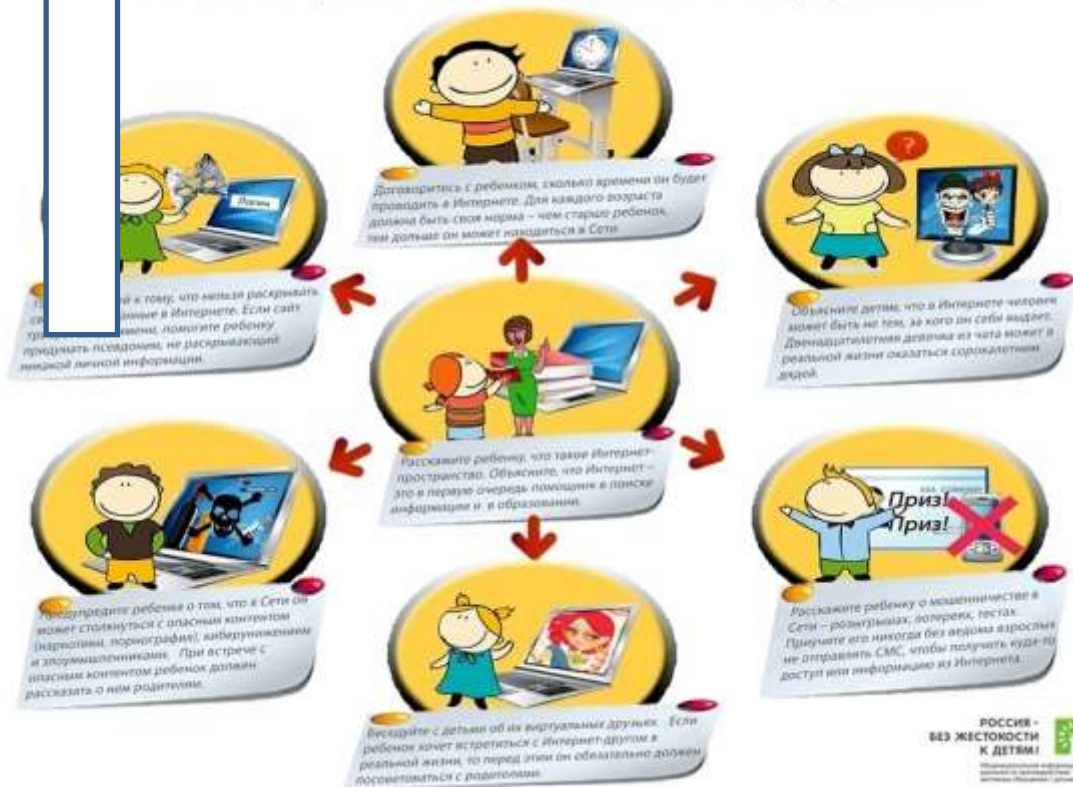 Договоритесь с ребенком, сколько времени он будет
проводить в Интернете. Для каждого возраста
должна быть своя норма – чем старше ребенок,
тем дольше он может находиться в Сети
?
Логин
к тому, что нельзя раскрывать
в Интернете. Если сайт
помогите ребенку
придумать псевдоним, не раскрывающий
никакой личной информации.
Объясните детям, что в Интернете человек
может быть не тем, за кого он себя выдает.
Двенадцатилетняя девочка из чата может в
реальной жизни оказаться сорокалетним
дядей.
Расскажите ребенку, что такое Интернет-
пространство. Объясните, что Интернет –
это в первую очередь помощник в поиске
информации и в образовании.
Приз!
Приз!
Предупредите ребенка о том, что в Сети он
может столкнуться с опасным контентом
(наркотики, порнография), киберунижением
и злоумышленниками. При встрече с
опасным контентом ребенок должен
рассказать о нем родителям.
Расскажите ребенку о мошенничестве в
Сети – розыгрышах, лотереях, тестах.
Приучите его никогда без ведома взрослых
не отправлять СМС, чтобы получить куда-то
доступ или информацию из Интернета.
Беседуйте с детьми об их виртуальных друзьях. Если
ребенок хочет встретиться с Интернет-другом в
реальной жизни, то перед этим он обязательно должен
посоветоваться с родителями.
РОССИЯ –
БЕЗ ЖЕСТОКОСТИ
К ДЕТЯМ!